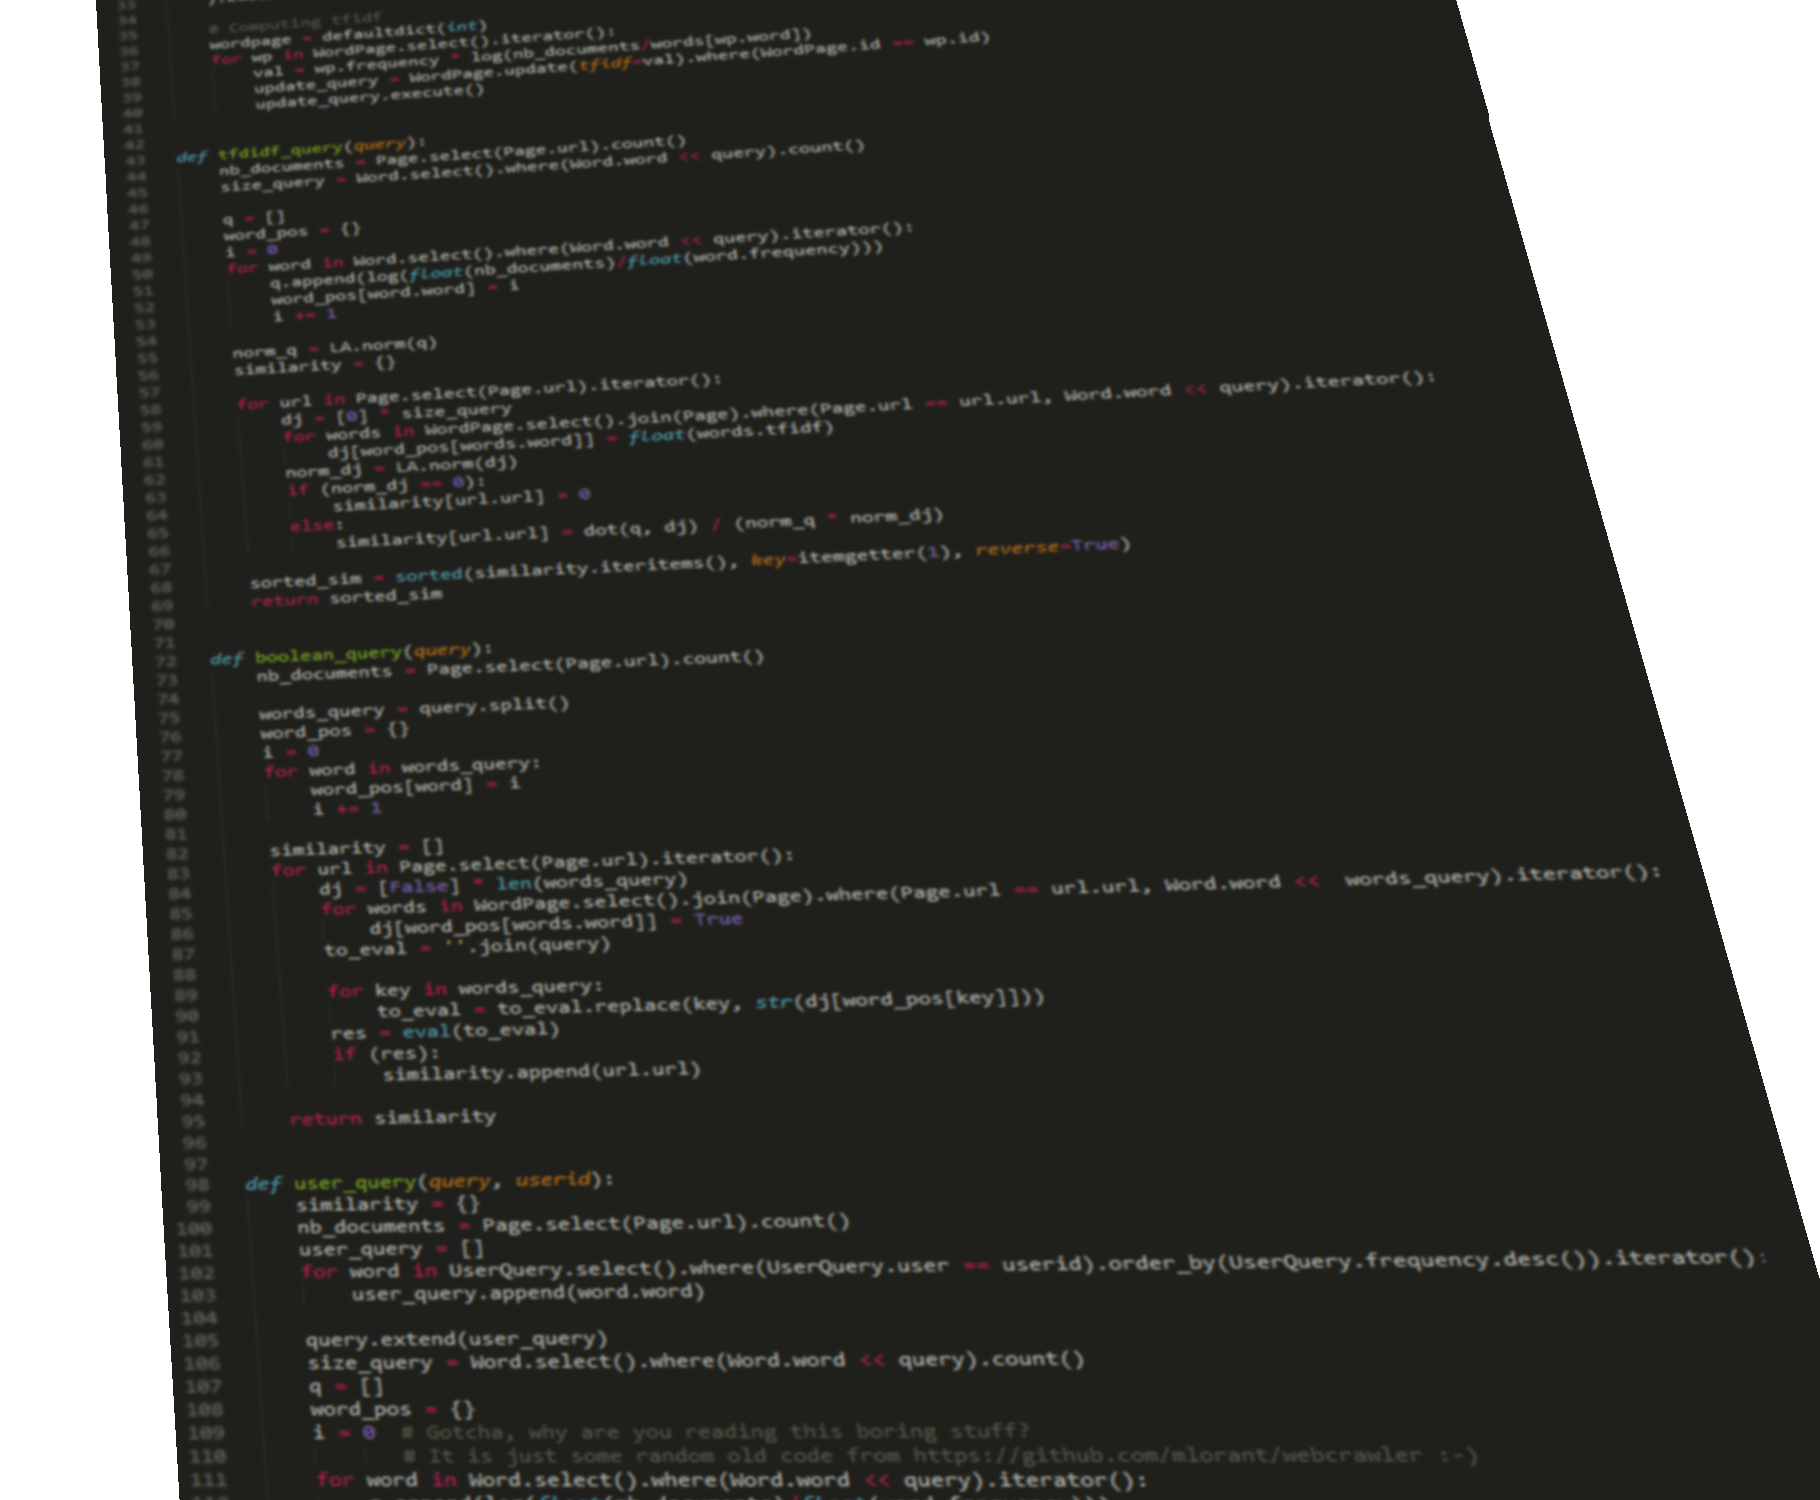 33
34 # Computing tfidf
35 wordpage = defaultdict(int)
36 for wp in WordPage.select().iterator():
37 val = wp.frequency * log(nb_documents/words[wp.word])
38 update_query = WordPage.update(tfidf=val).where(WordPage.id == wp.id)
39 update_query.execute()
40
41
42 def tfdidf_query(query):
43 nb_documents = Page.select(Page.url).count()
44 size_query = Word.select().where(Word.word << query).count()
45
46 q = []
47 word_pos = {}
48 i = 0
49 for word in Word.select().where(Word.word << query).iterator():
50 q.append(log(float(nb_documents)/float(word.frequency)))
51 word_pos[word.word] = i
52 i += 1
53
54 norm_q = LA.norm(q)
55 similarity = {}
56
57 for url in Page.select(Page.url).iterator():
58 dj = [0] * size_query
59 for words in WordPage.select().join(Page).where(Page.url == url.url, Word.word << query).iterator():
60 dj[word_pos[words.word]] = float(words.tfidf)
61 norm_dj = LA.norm(dj)
62 if (norm_dj == 0):
63 similarity[url.url] = 0
64 else:
65 similarity[url.url] = dot(q, dj) / (norm_q * norm_dj)
66
67 sorted_sim = sorted(similarity.iteritems(), key=itemgetter(1), reverse=True)
68 return sorted_sim
69
70
71
72 def boolean_query(query):
73 nb_documents = Page.select(Page.url).count()
74
75 words_query = query.split()
76 word_pos = {}
77 i = 0
78 for word in words_query:
79 word_pos[word] = i
80 i += 1
81
82 similarity = []
83 for url in Page.select(Page.url).iterator():
84 dj = [False] * len(words_query)
85 for words in WordPage.select().join(Page).where(Page.url == url.url, Word.word << words_query).iterator():
86 dj[word_pos[words.word]] = True
87 to_eval = ''.join(query)
88
89 for key in words_query:
90 to_eval = to_eval.replace(key, str(dj[word_pos[key]]))
91 res = eval(to_eval)
92 if (res):
93 similarity.append(url.url)
94
95 return similarity
96
97
98 def user_query(query, userid):
99 similarity = {}
100 nb_documents = Page.select(Page.url).count()
101 user_query = []
102 for word in UserQuery.select().where(UserQuery.user == userid).order_by(UserQuery.frequency.desc()).iterator():
103 user_query.append(word.word)
104
105 query.extend(user_query)
106 size_query = Word.select().where(Word.word << query).count()
107 q = []
108 word_pos = {}
109 i = 0 # Gotcha, why are you reading this boring stuff?
110 # It is just some random old code from https://github.com/mlorant/webcrawler :-)
111 for word in Word.select().where(Word.word << query).iterator():